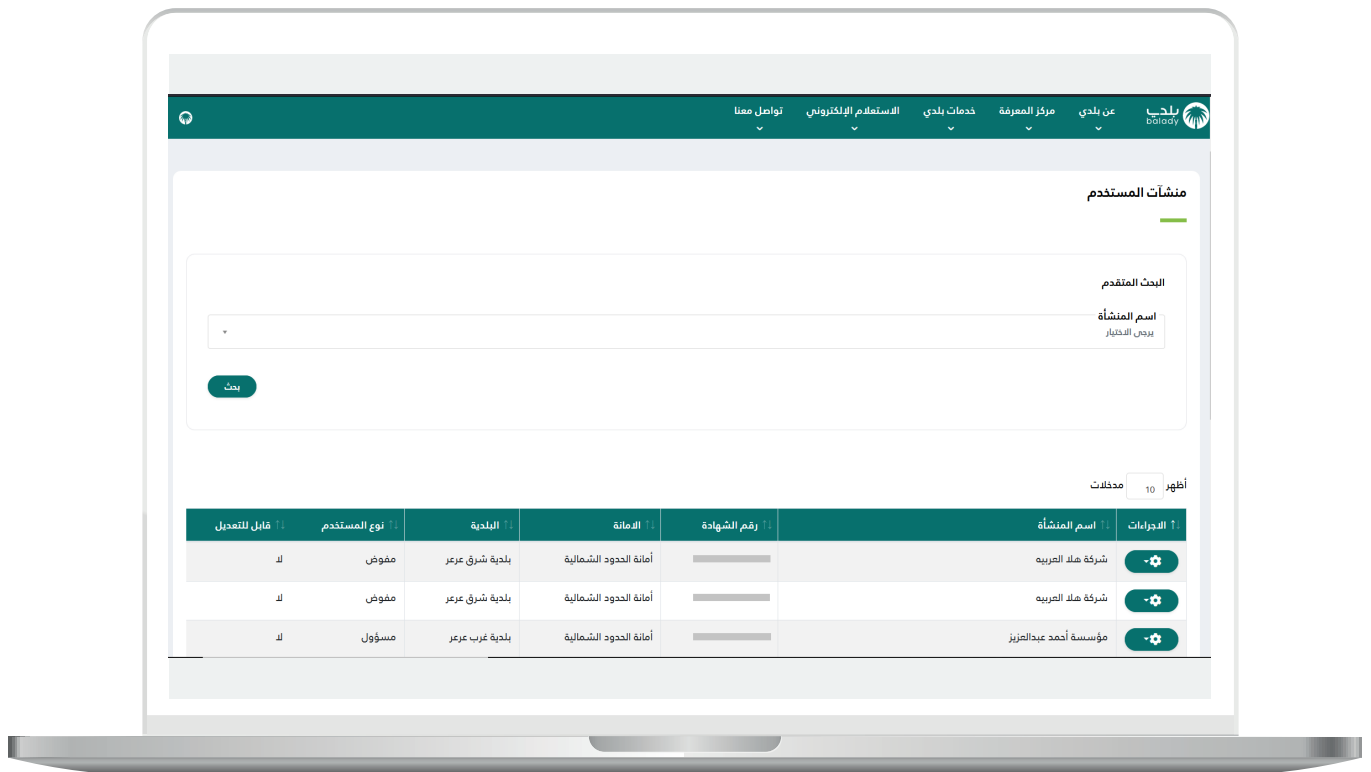 بلدي
balady
عن بلدي مركز المعرفة خدمات بلدي الاستعلام الإلكتروني تواصل معنا
منشآت المستخدم
البحث المتقدم
اسم المنشأة
يرجى الاختيار
بحث
أظهر 10 مدخلات
الاجراءات اسم المنشأة رقم الشهادة الامانة البلدية نوع المستخدم قابل للتعديل
شركة هلا العربيه أمانة الحدود الشمالية بلدية شرق عرعر مفوض لا
شركة هلا العربيه أمانة الحدود الشمالية بلدية شرق عرعر مفوض لا
مؤسسة أحمد عبدالعزيز أمانة الحدود الشمالية بلدية غرب عرعر مسؤول لا